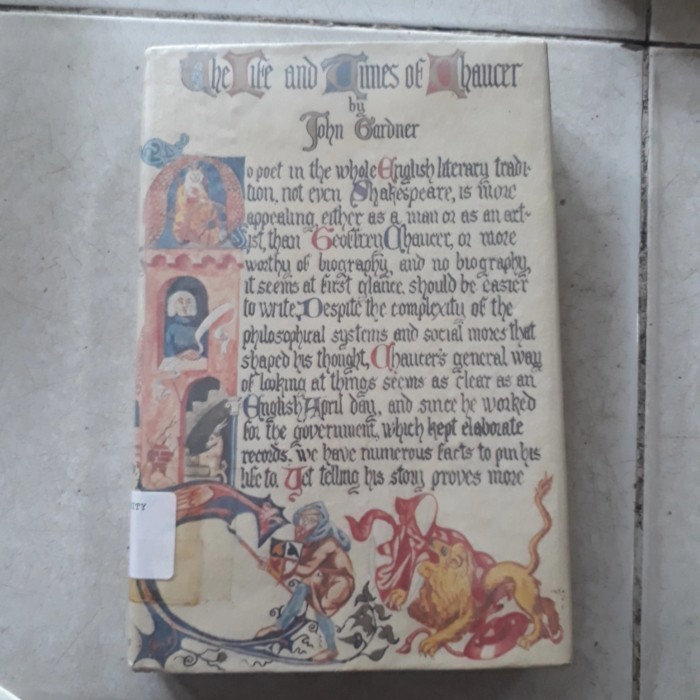 The Life and Times of Chaucer
by
John Gardner
No poet in the whole English literary tradi-
tion, not even Shakespeare, is more
appealing, either as a man or as an art-
ist, than Geoffrey Chaucer, or more
worthy of biography, and no biography,
it seems at first glance, should be easier
to write. Despite the complexity of the
philosophical systems and social mores that
shaped his thought, Chaucer's general way
of looking at things seems as clear as an
English April day, and since he worked
for the government, which kept elaborate
records, we have numerous facts to pin his
life to. Yet telling his story proves more
ETY